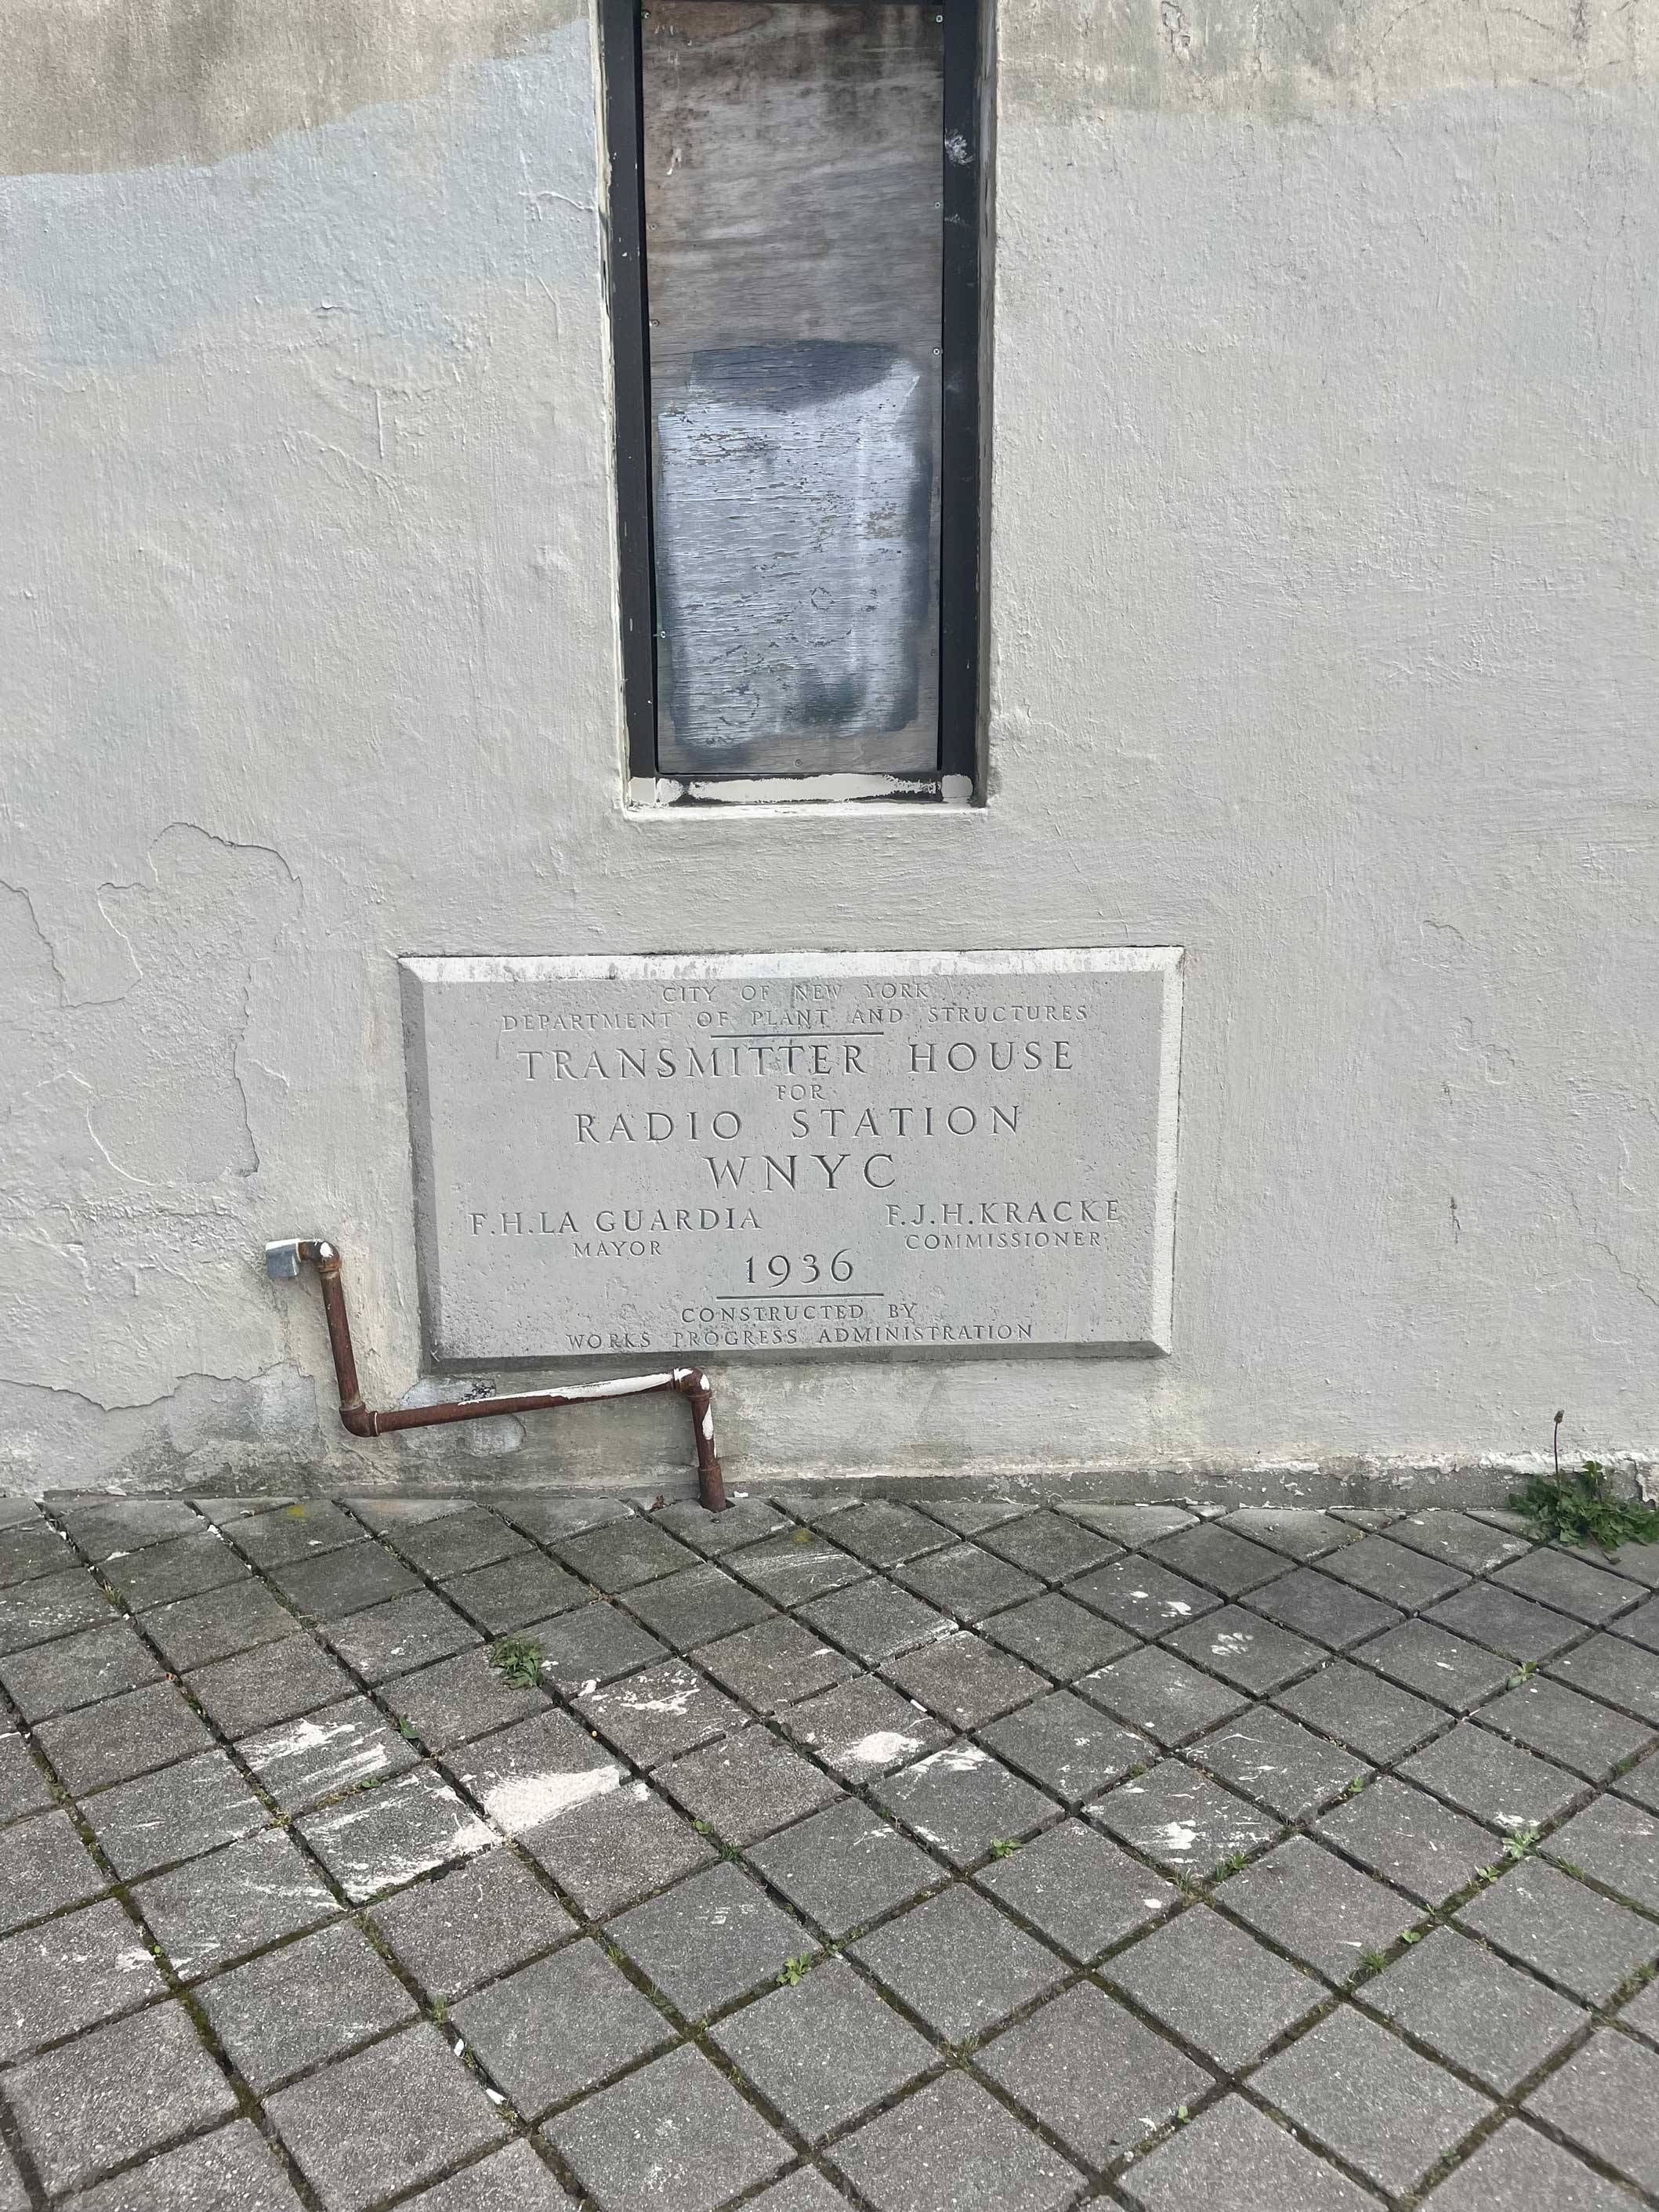 CITY OF NEW YORK
DEPARTMENT OF PLANT AND STRUCTURES
TRANSMITTER HOUSE
FOR
RADIO STATION
WNYC
F.H.LA GUARDIA F.J.H.KRACKE
MAYOR COMMISSIONER
1936
CONSTRUCTED BY
WORKS PROGRESS ADMINISTRATION